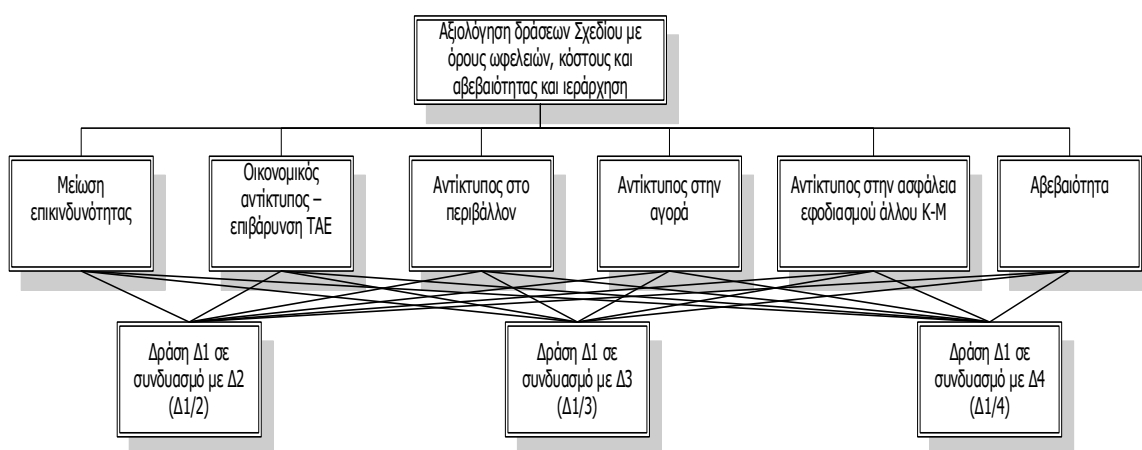 Αξιολόγηση δράσεων Σχεδίου με
όρους ωφελειών, κόστους και
αβεβαιότητας και ιεράρχηση
Μείωση
επικινδυνότητας
Οικονομικός
αντίκτυπος –
επιβάρυνση ΤΑΕ
Αντίκτυπος στο
περιβάλλον
Αντίκτυπος στην
αγορά
Αντίκτυπος στην ασφάλεια
εφοδιασμού άλλου Κ-Μ
Αβεβαιότητα
Δράση Δ1 σε
συνδυασμό με Δ2
(Δ1/2)
Δράση Δ1 σε
συνδυασμό με Δ3
(Δ1/3)
Δράση Δ1 σε
συνδυασμό με Δ4
(Δ1/4)